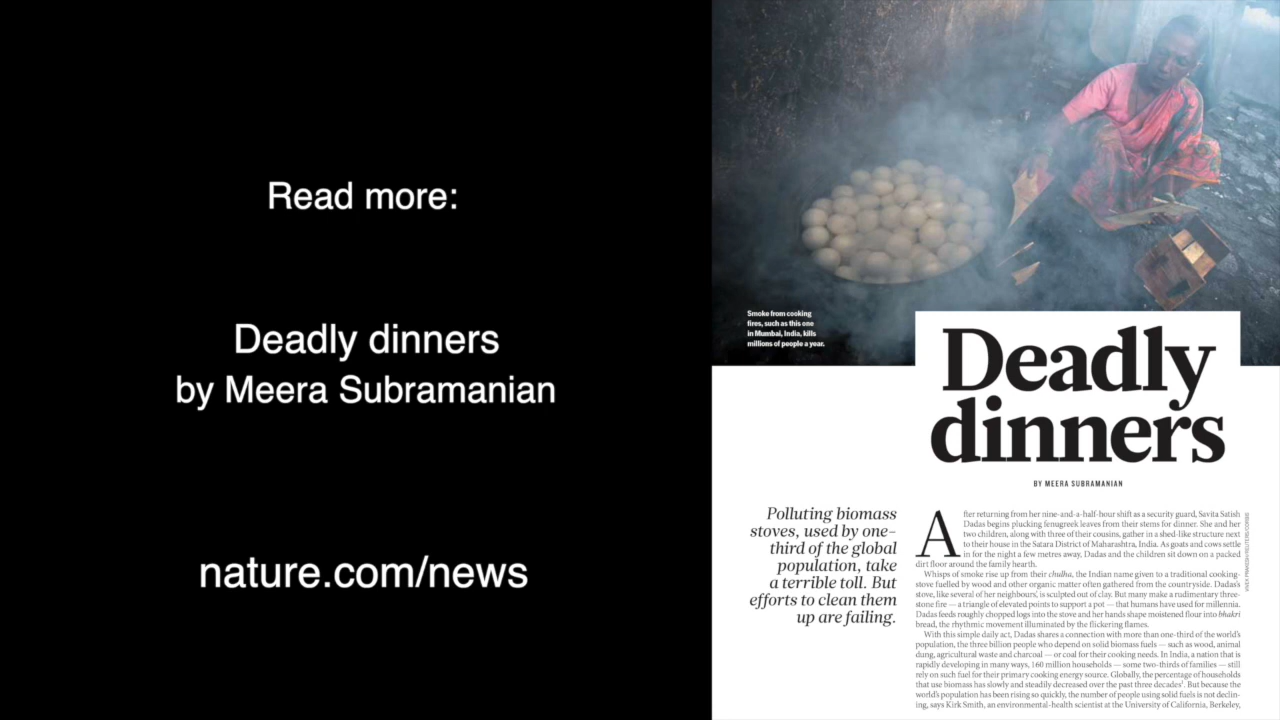 Read more:
Deadly dinners
by Meera Subramanian
nature.com/news
Smoke from cooking
fires, such as this one
in Mumbai, India, kills
millions of people a year.
Deadly
dinners
BY MEERA SUBRAMANIAN
Polluting biomass
stoves, used by one-
third of the global
population, take
a terrible toll. But
efforts to clean them
up are failing.
After returning from her nine-and-a-half-hour shift as a security guard, Savita Satish
Dadas begins plucking fenugreek leaves from their stems for dinner. She and her
two children, along with three of their cousins, gather in a shed-like structure next
to their house in the Satara District of Maharashtra, India. As goats and cows settle
in for the night a few metres away, Dadas and the children sit down on a packed
dirt floor around the family hearth.
Whisps of smoke rise up from their chulha, the Indian name given to a traditional cooking-
stove fuelled by wood and other organic matter often gathered from the countryside. Dadas's
stove, like several of her neighbours', is sculpted out of clay. But many make a rudimentary three-
stone fire — a triangle of elevated points to support a pot — that humans have used for millennia.
Dadas feeds roughly chopped logs into the stove and her hands shape moistened flour into bhakri
bread, the rhythmic movement illuminated by the flickering flames.
With this simple daily act, Dadas shares a connection with more than one-third of the world's
population, the three billion people who depend on solid biomass fuels — such as wood, animal
dung, agricultural waste and charcoal — or coal for their cooking needs. In India, a nation that is
rapidly developing in many ways, 160 million households — some two-thirds of families — still
rely on such fuel for their primary cooking energy source. Globally, the percentage of households
that use biomass has slowly and steadily decreased over the past three decades¹. But because the
world's population has been rising so quickly, the number of people using solid fuels is not declin-
ing, says Kirk Smith, an environmental-health scientist at the University of California, Berkeley,
VIVEK PRAKASH/REUTERS/CORBIS